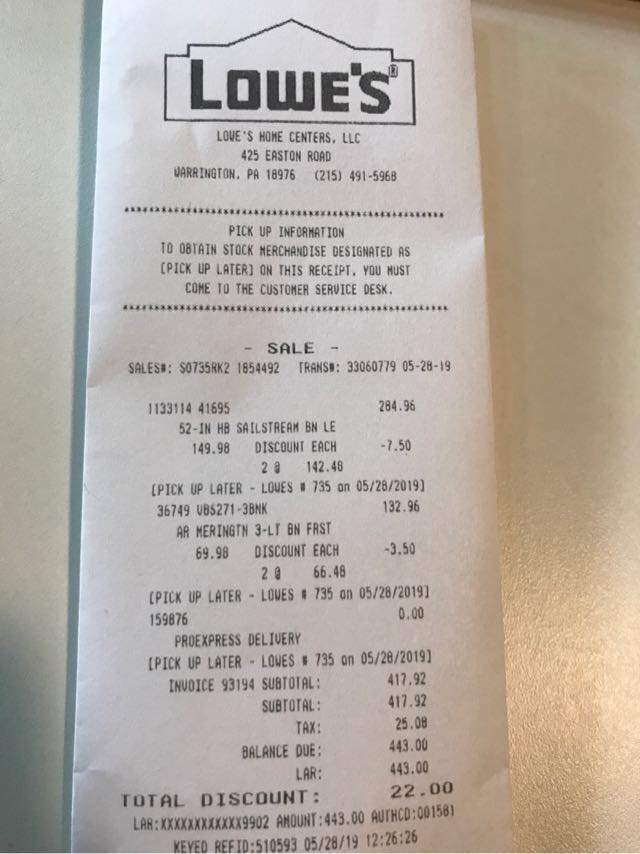 LOWE'S®
LOWE'S HOME CENTERS, LLC
425 EASTON ROAD
WARRINGTON, PA 18976 (215) 491-5968
************************************************
PICK UP INFORMATION
TO OBTAIN STOCK MERCHANDISE DESIGNATED AS
[PICK UP LATER] ON THIS RECEIPT, YOU MUST
COME TO THE CUSTOMER SERVICE DESK.
************************************************
- SALE -
SALES#: S0735RK2 1854492 TRANS#: 33060779 05-28-19
1133114 41695 284.96
52-IN HB SAILSTREAM BN LE
149.98 DISCOUNT EACH -7.50
2 @ 142.48
[PICK UP LATER - LOWES # 735 on 05/28/2019]
36749 VBS271-3BNK 132.96
AR MERINGTN 3-LT BN FRST
69.98 DISCOUNT EACH -3.50
2 @ 66.48
[PICK UP LATER - LOWES # 735 on 05/28/2019]
159876 0.00
PROEXPRESS DELIVERY
[PICK UP LATER - LOWES # 735 on 05/28/2019]
INVOICE 93194 SUBTOTAL: 417.92
SUBTOTAL: 417.92
TAX: 25.08
BALANCE DUE: 443.00
LAR: 443.00
TOTAL DISCOUNT: 22.00
LAR:XXXXXXXXXXXX9902 AMOUNT:443.00 AUTHCD:001581
KEYED REFID:510593 05/28/19 12:26:26